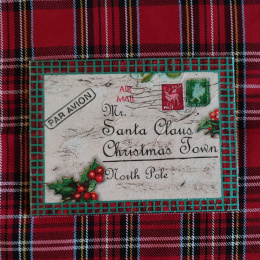 PAR AVION
AIR
MAIL
Mr.
Santa Claus
Christmas Town
North Pole